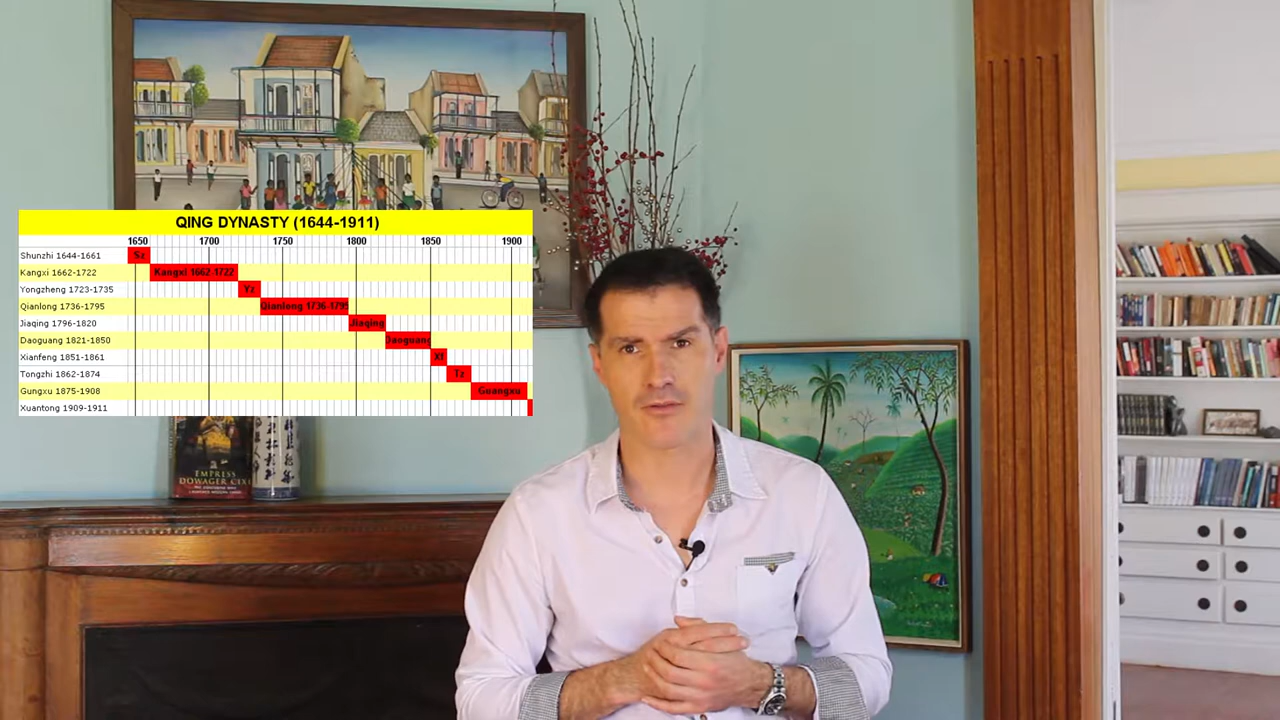 QING DYNASTY (1644-1911)
1650 1700 1750 1800 1850 1900
Shunzhi 1644-1661 Sz
Kangxi 1662-1722 Kangxi 1662-1722
Yongzheng 1723-1735 Yz
Qianlong 1736-1795 Qianlong 1736-1795
Jiaqing 1796-1820 Jiaqing
Daoguang 1821-1850 Daoguang
Xianfeng 1851-1861 Xf
Tongzhi 1862-1874 Tz
Gungxu 1875-1908 Guangxu
Xuantong 1909-1911
EMPRESS
DOWAGER CIXI